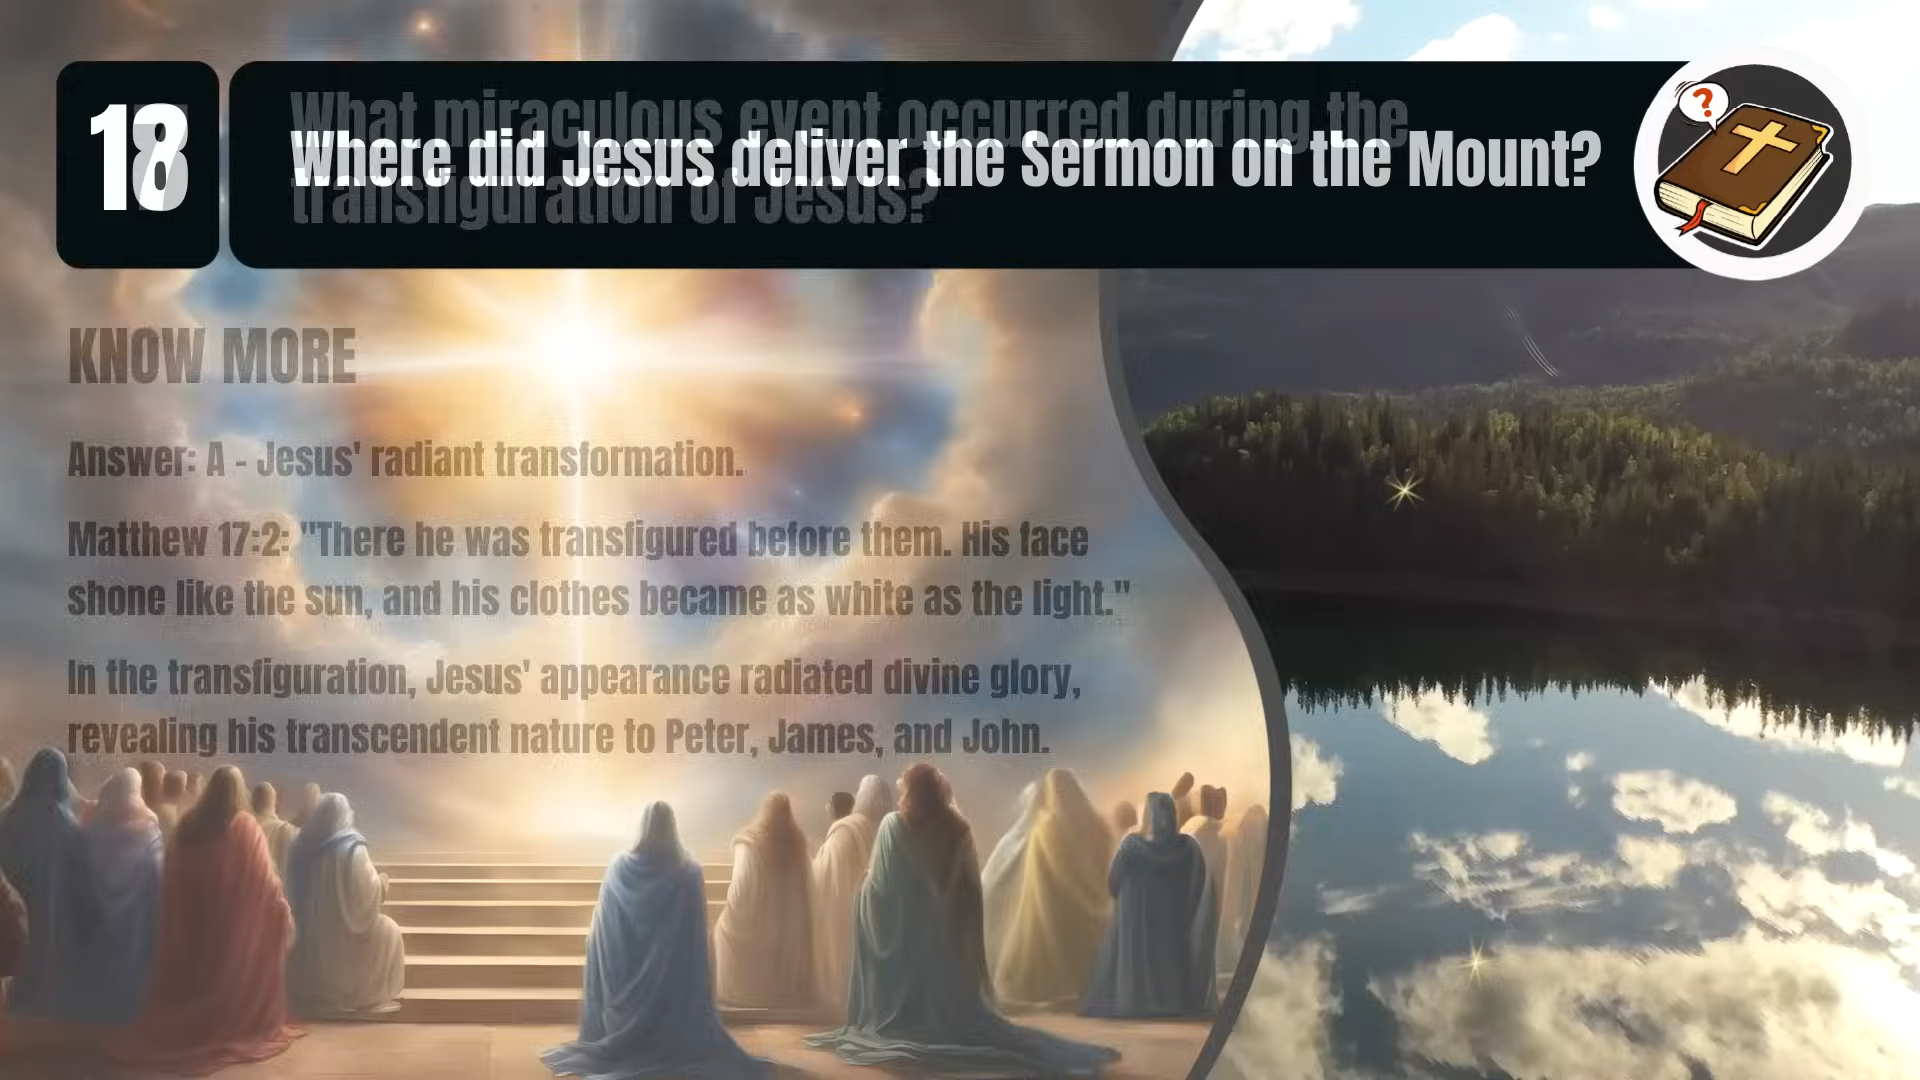 18
What miraculous event occurred during the
Where did Jesus deliver the Sermon on the Mount?
transfiguration of Jesus?
?
KNOW MORE
Answer: A - Jesus' radiant transformation.
Matthew 17:2: "There he was transfigured before them. His face
shone like the sun, and his clothes became as white as the light."
In the transfiguration, Jesus' appearance radiated divine glory,
revealing his transcendent nature to Peter, James, and John.